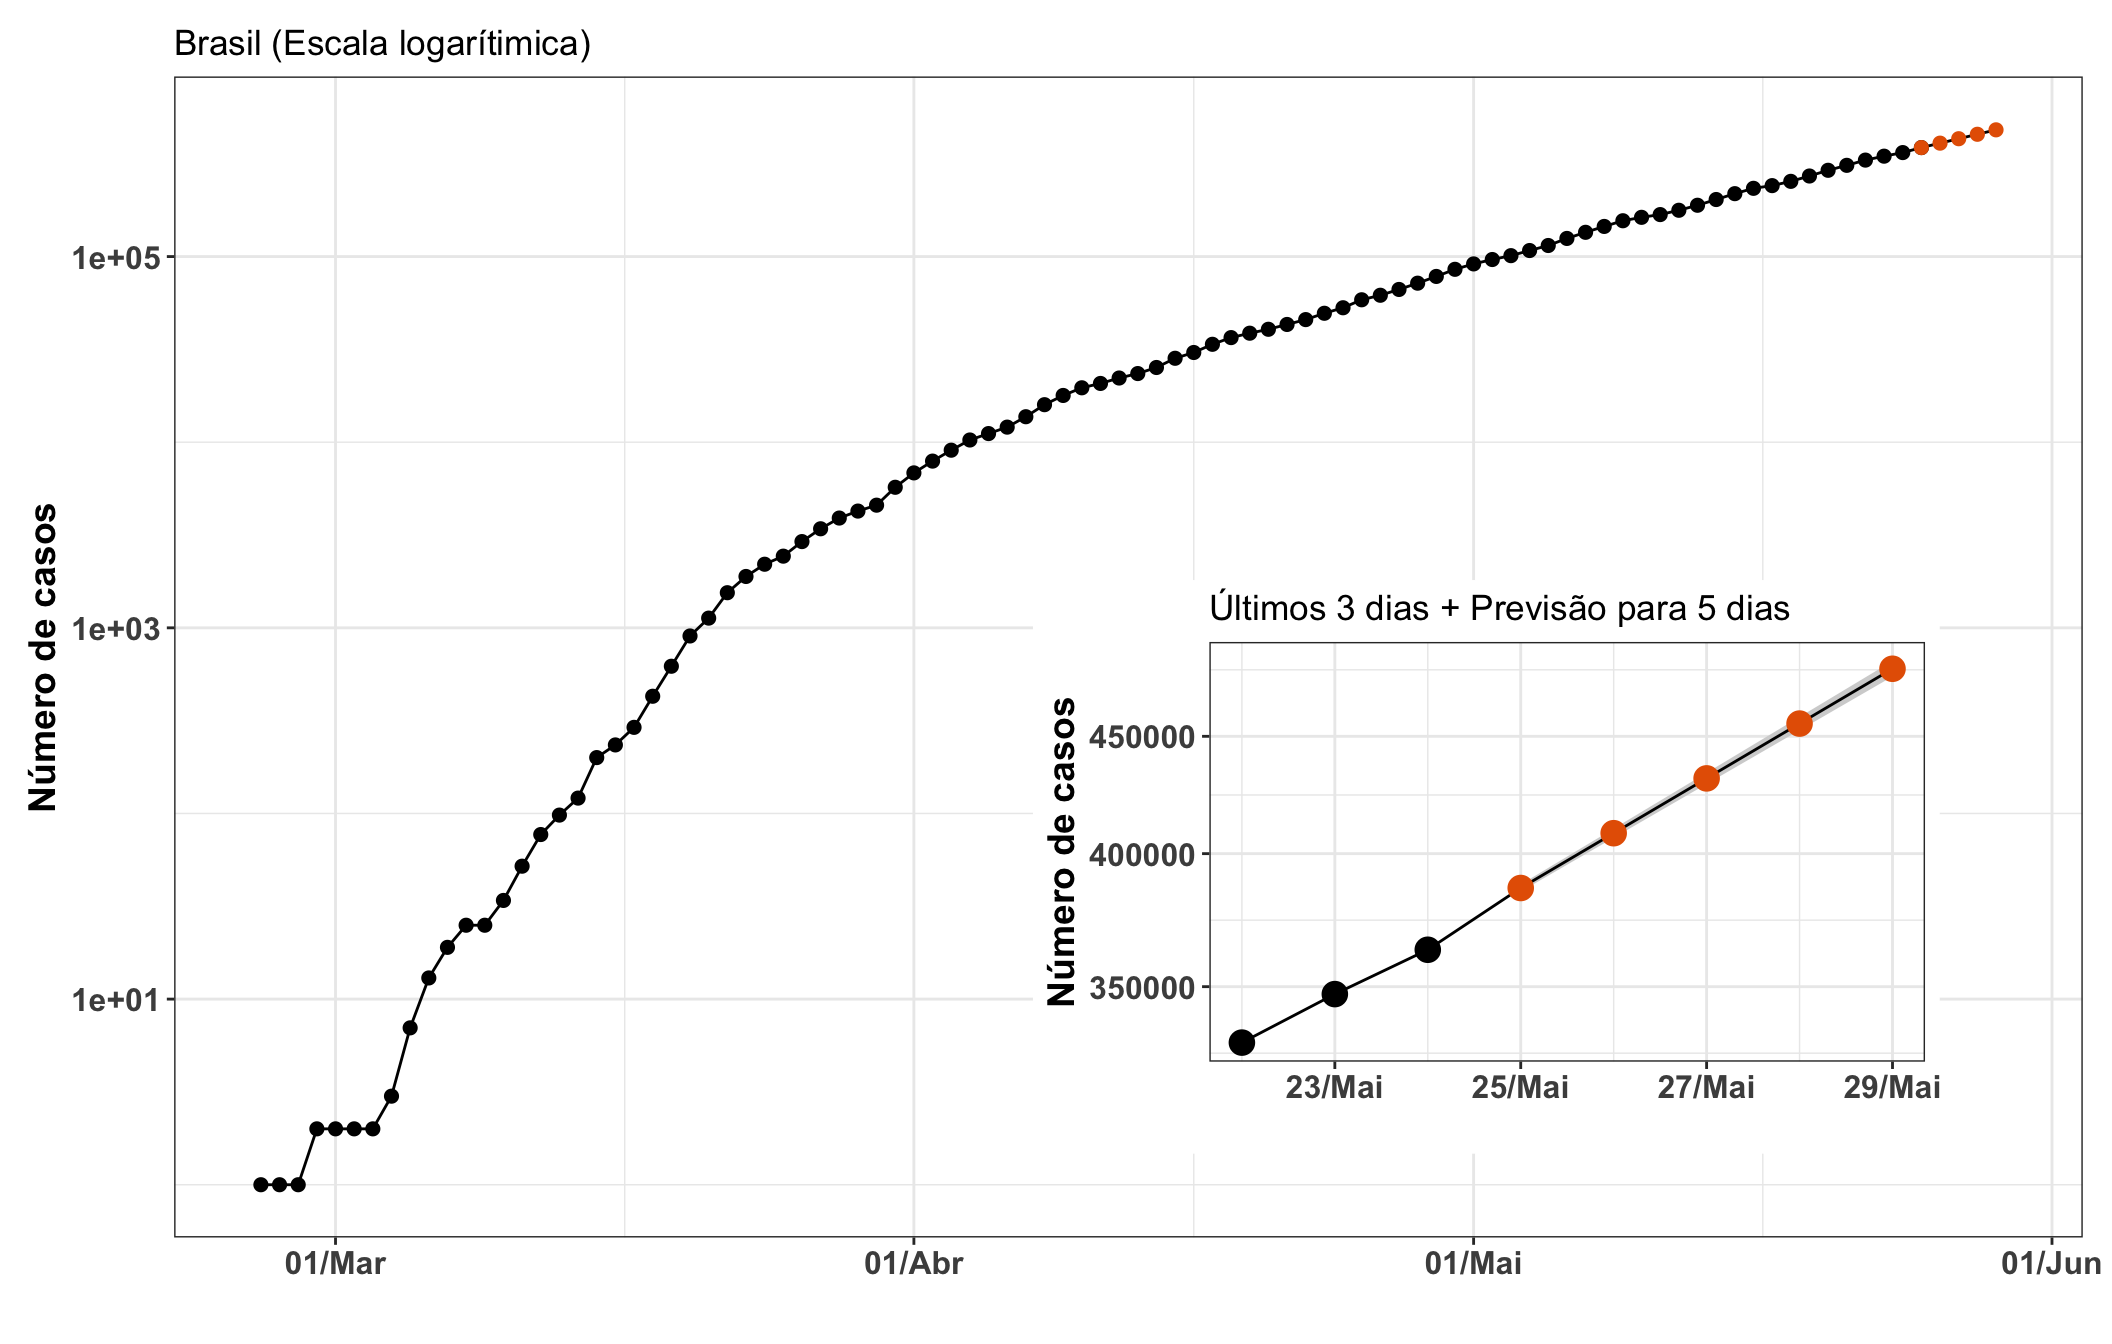 Brasil (Escala logarítimica)
Número de casos
1e+05
1e+03
1e+01
01/Mar
01/Abr
01/Mai
01/Jun
Últimos 3 dias + Previsão para 5 dias
Número de casos
450000
400000
350000
23/Mai
25/Mai
27/Mai
29/Mai